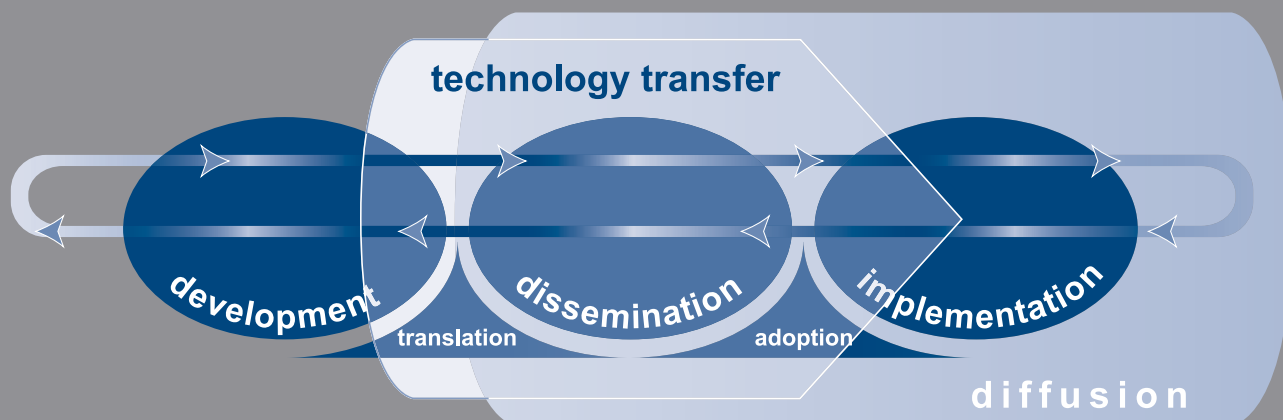 technology transfer
development
dissemination
implementation
translation
adoption
diffusion